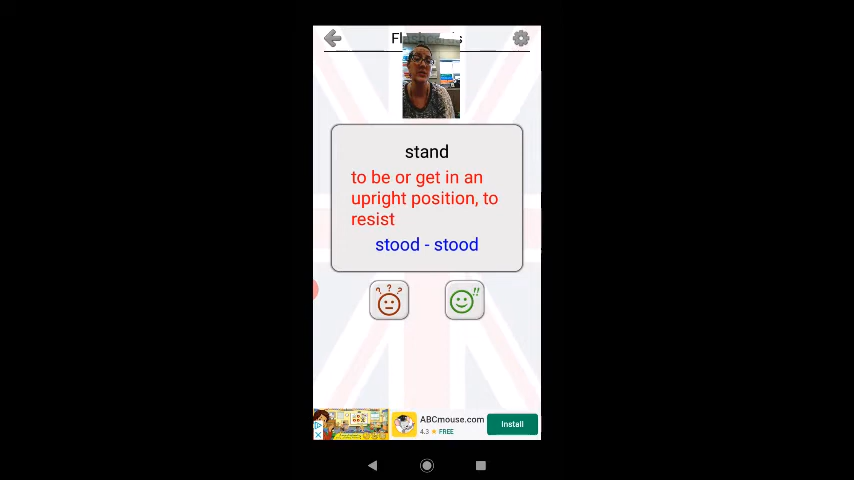 stand
to be or get in an
upright position, to
resist
stood - stood
ABCmouse.com
4.3 ★ FREE
Install